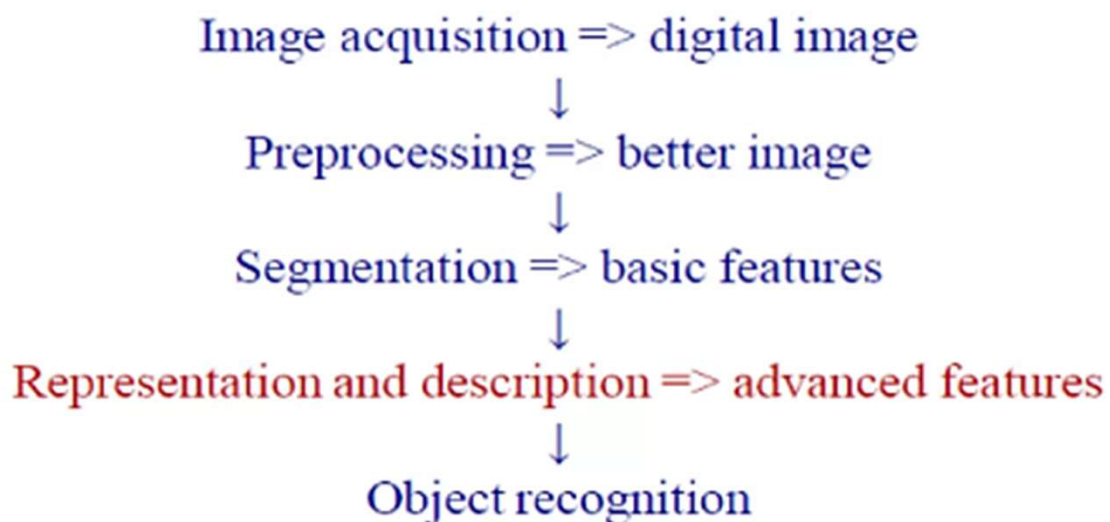 Image acquisition => digital image
↓
Preprocessing => better image
↓
Segmentation => basic features
↓
Representation and description => advanced features
↓
Object recognition